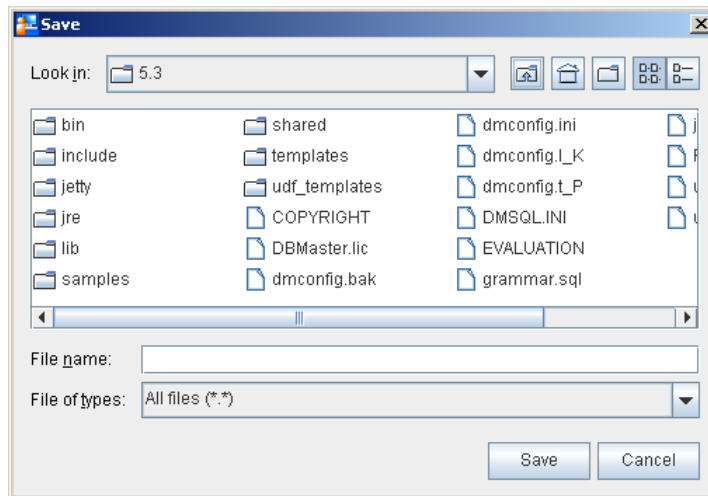 Save
Look in: 5.3
bin
include
jetty
jre
lib
samples
shared
templates
udf_templates
COPYRIGHT
DBMaster.lic
dmconfig.bak
dmconfig.ini
dmconfig.l_K
dmconfig.t_P
DMSQL.INI
EVALUATION
grammar.sql
File name:
File of types: All files (*.*)
Save Cancel